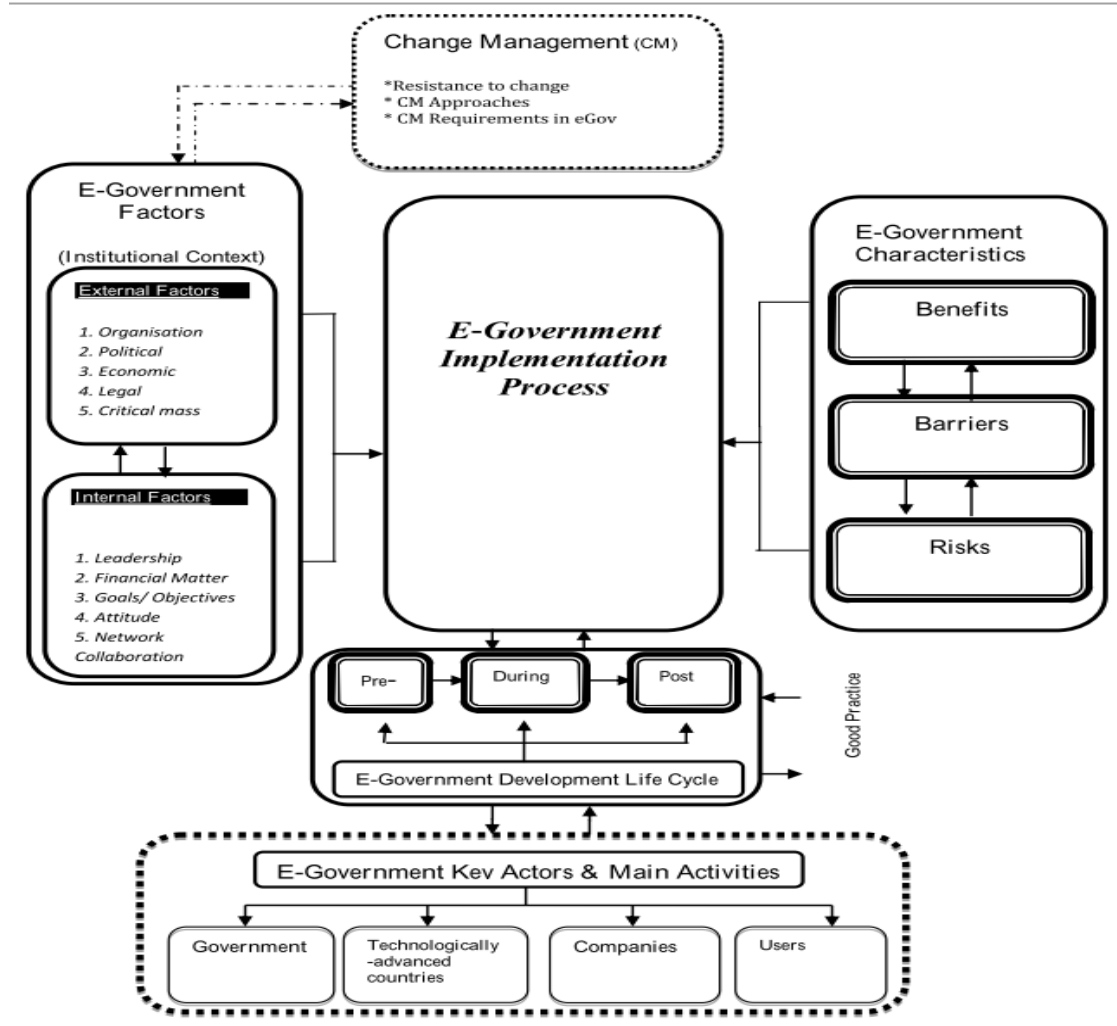 Change Management (CM)
*Resistance to change
* CM Approaches
* CM Requirements in eGov
E-Government
Factors
(Institutional Context)
External Factors
1. Organisation
2. Political
3. Economic
4. Legal
5. Critical mass
Internal Factors
1. Leadership
2. Financial Matter
3. Goals/ Objectives
4. Attitude
5. Network
Collaboration
E-Government
Implementation
Process
E-Government
Characteristics
Benefits
Barriers
Risks
Pre-
During
Post
E-Government Development Life Cycle
Good Practice
E-Government Key Actors & Main Activities
Government
Technologically
-advanced
countries
Companies
Users